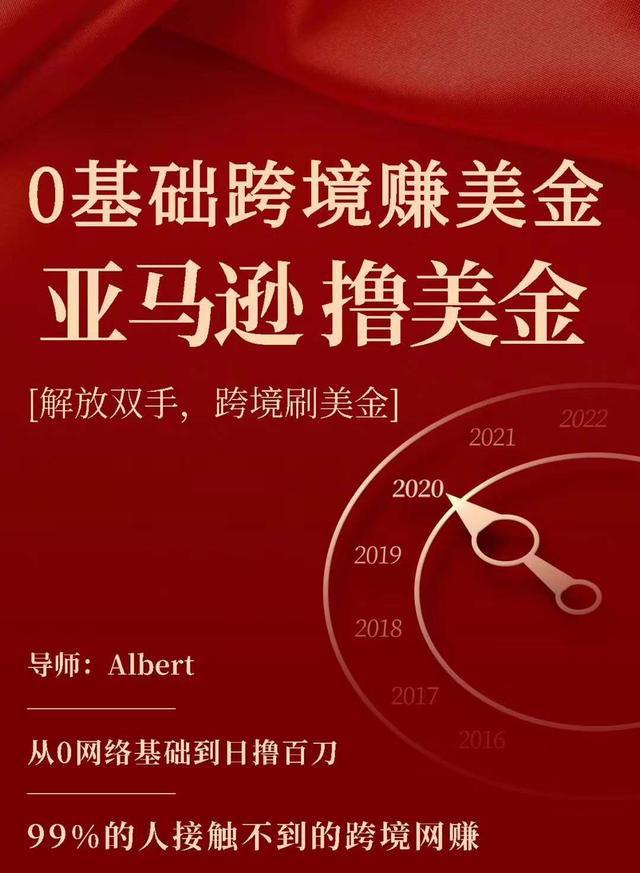 0基础跨境赚美金
亚马逊 撸美金
[解放双手，跨境刷美金]
2022
2021
2020
2019
2018
2017
2016
导师：Albert
从0网络基础到日撸百刀
99%的人接触不到的跨境网赚